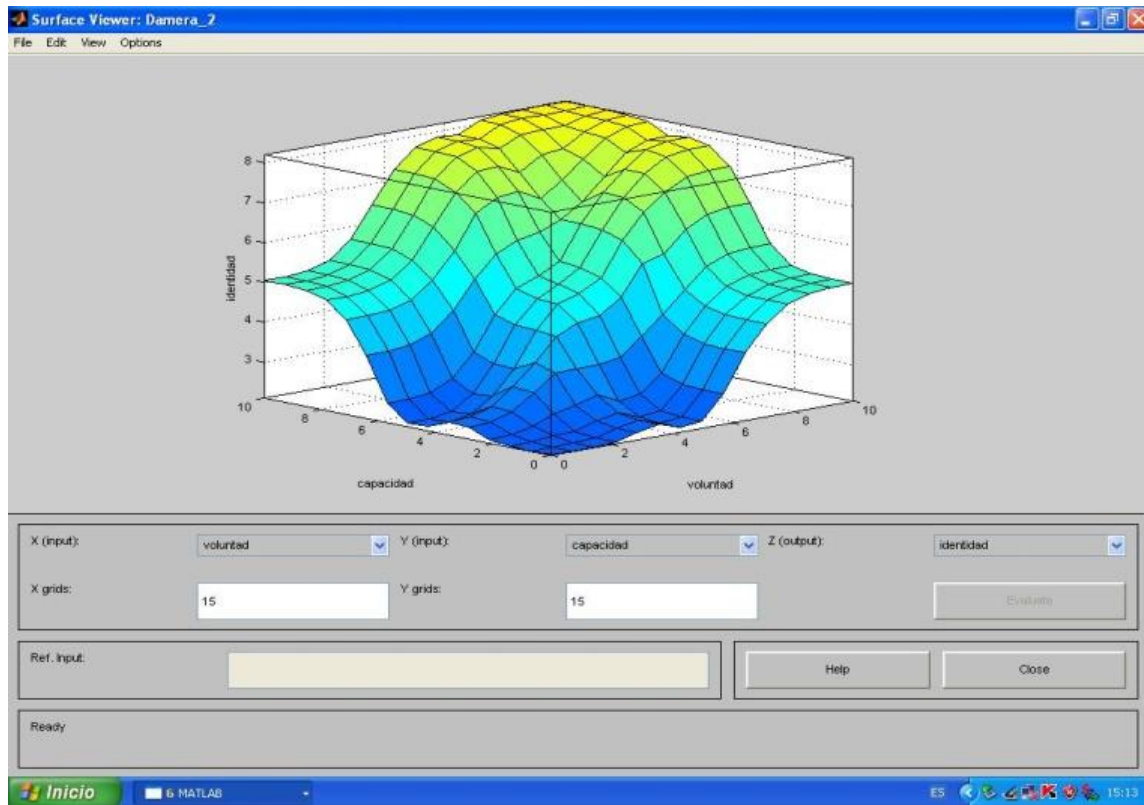 Surface Viewer: Damera_2
File Edit View Options
8
7
6
5
4
3
identidad
10
8
6
4
2
0
0
2
4
6
8
10
capacidad
voluntad
X (input):
voluntad
Y (input):
capacidad
Z (output):
identidad
X grids:
15
Y grids:
15
Evaluate
Ref. Input:
Help
Close
Ready
Inicio
6 MATLAB
ES
15:13